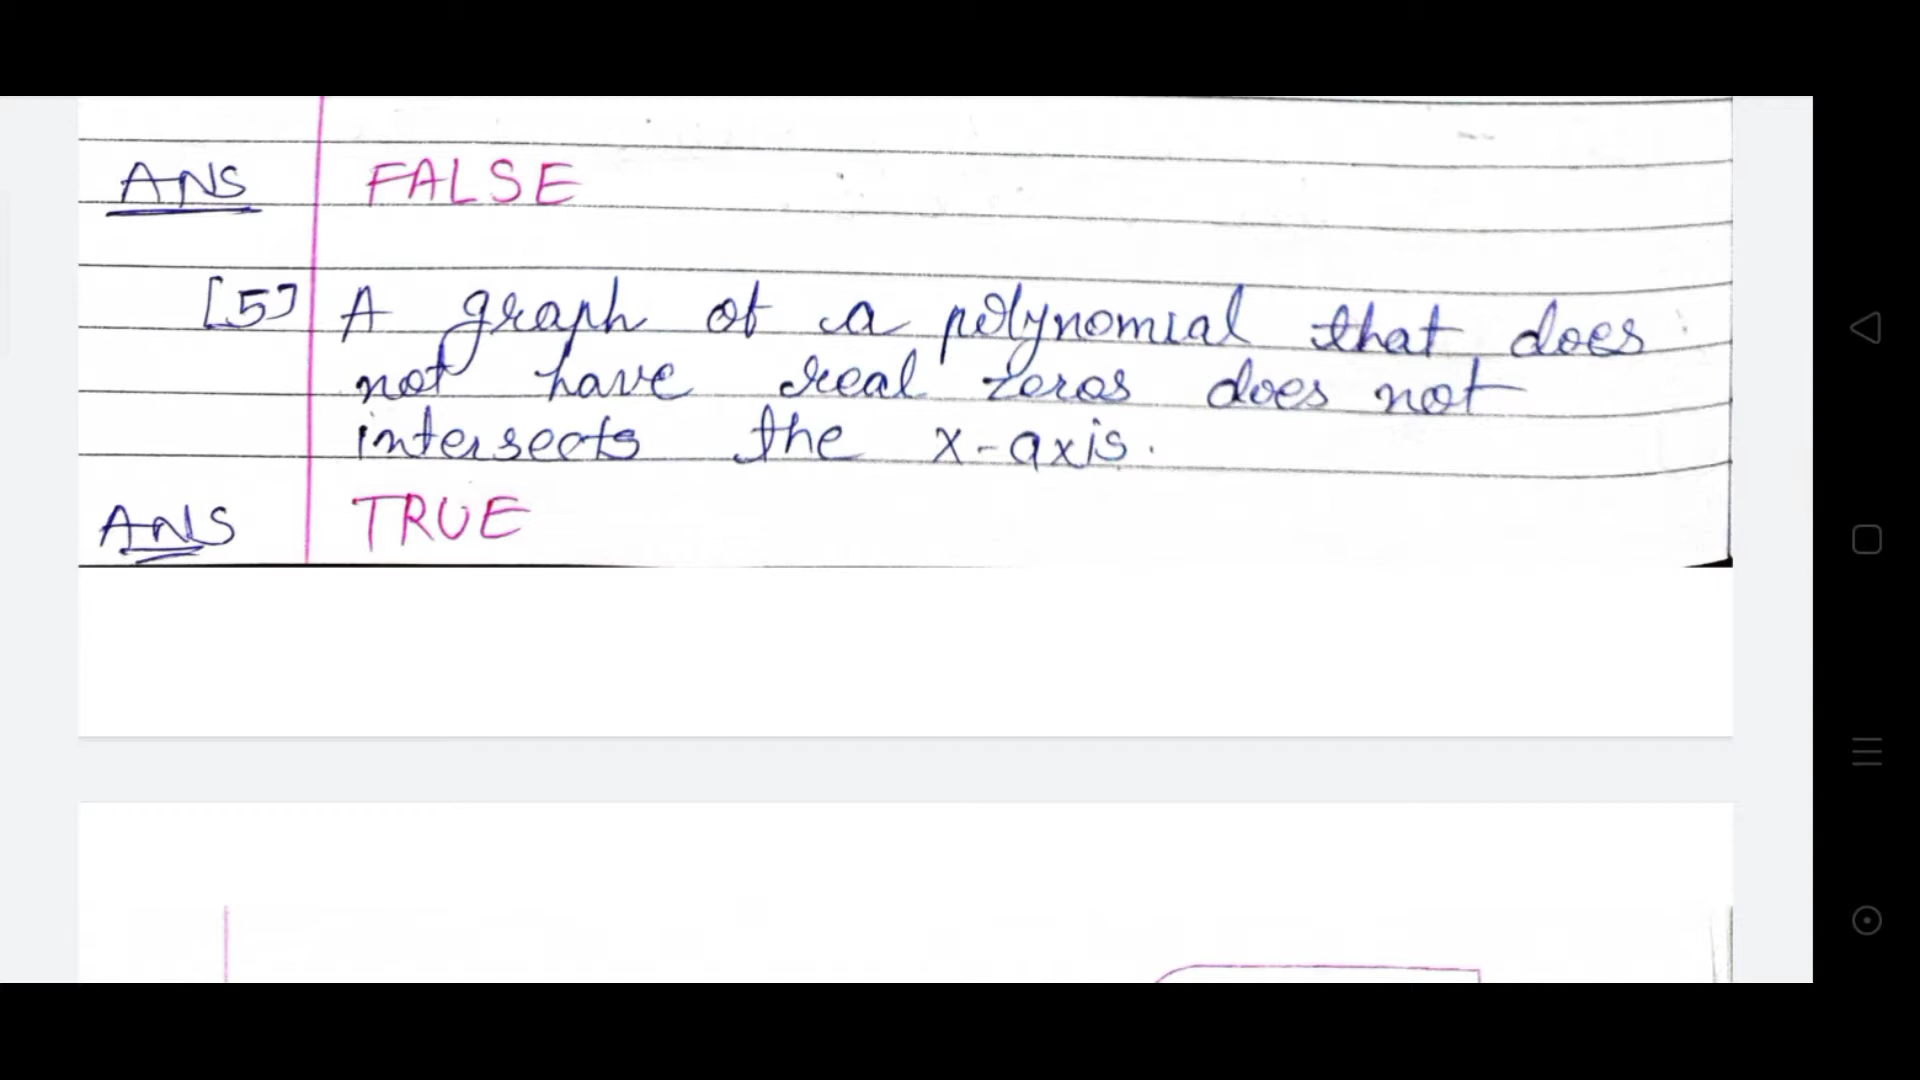 ANS FALSE
[5] A graph of a polynomial that does
not have real zeros does not
intersects the x-axis.
ANS TRUE